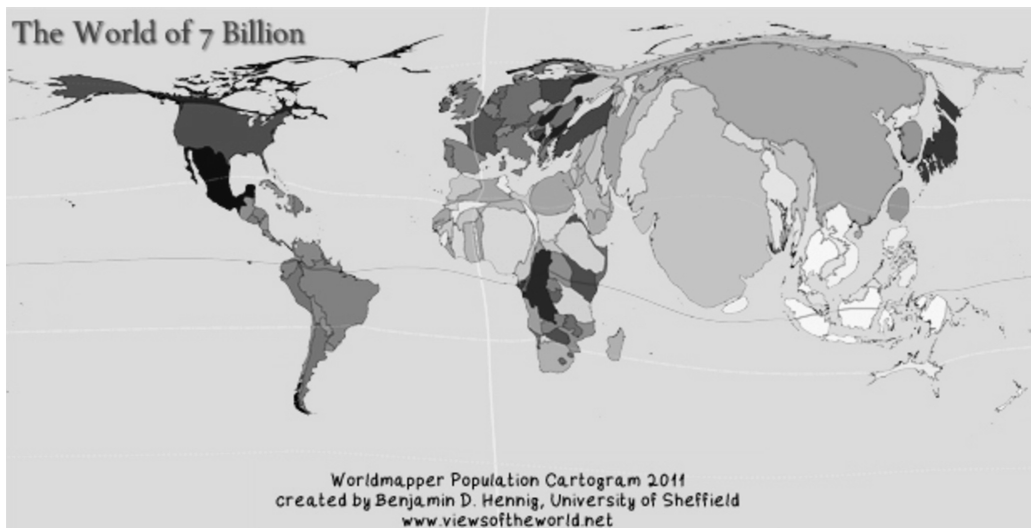 The World of 7 Billion
Worldmapper Population Cartogram 2011
created by Benjamin D. Hennig, University of Sheffield
www.viewsoftheworld.net